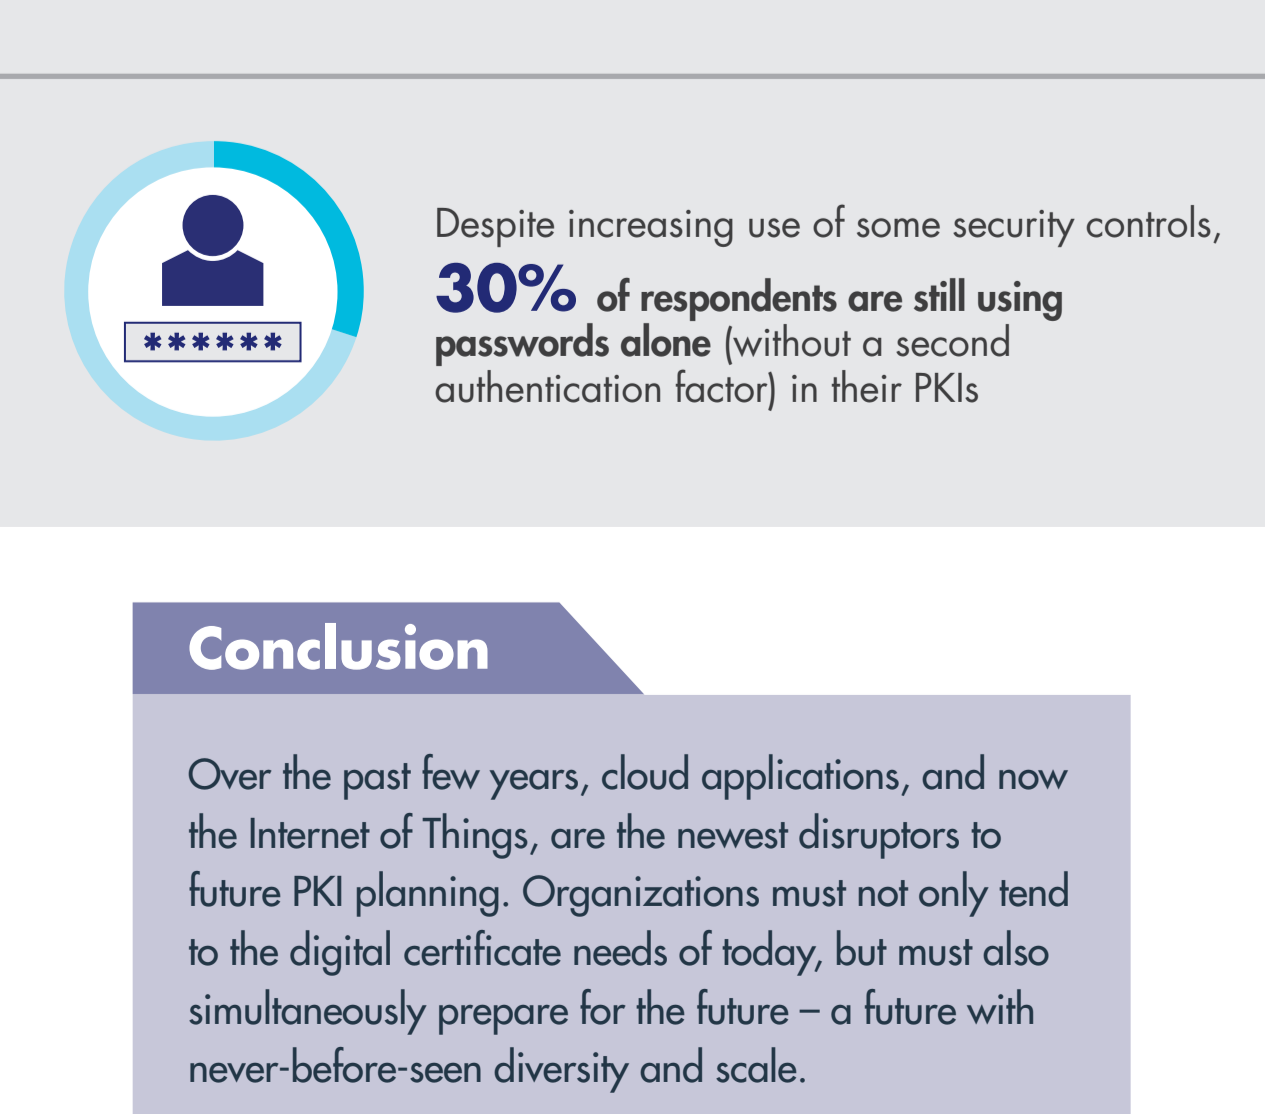 Despite increasing use of some security controls,
30% of respondents are still using
passwords alone (without a second
authentication factor) in their PKIs
******
Conclusion
Over the past few years, cloud applications, and now
the Internet of Things, are the newest disruptors to
future PKI planning. Organizations must not only tend
to the digital certificate needs of today, but must also
simultaneously prepare for the future – a future with
never-before-seen diversity and scale.